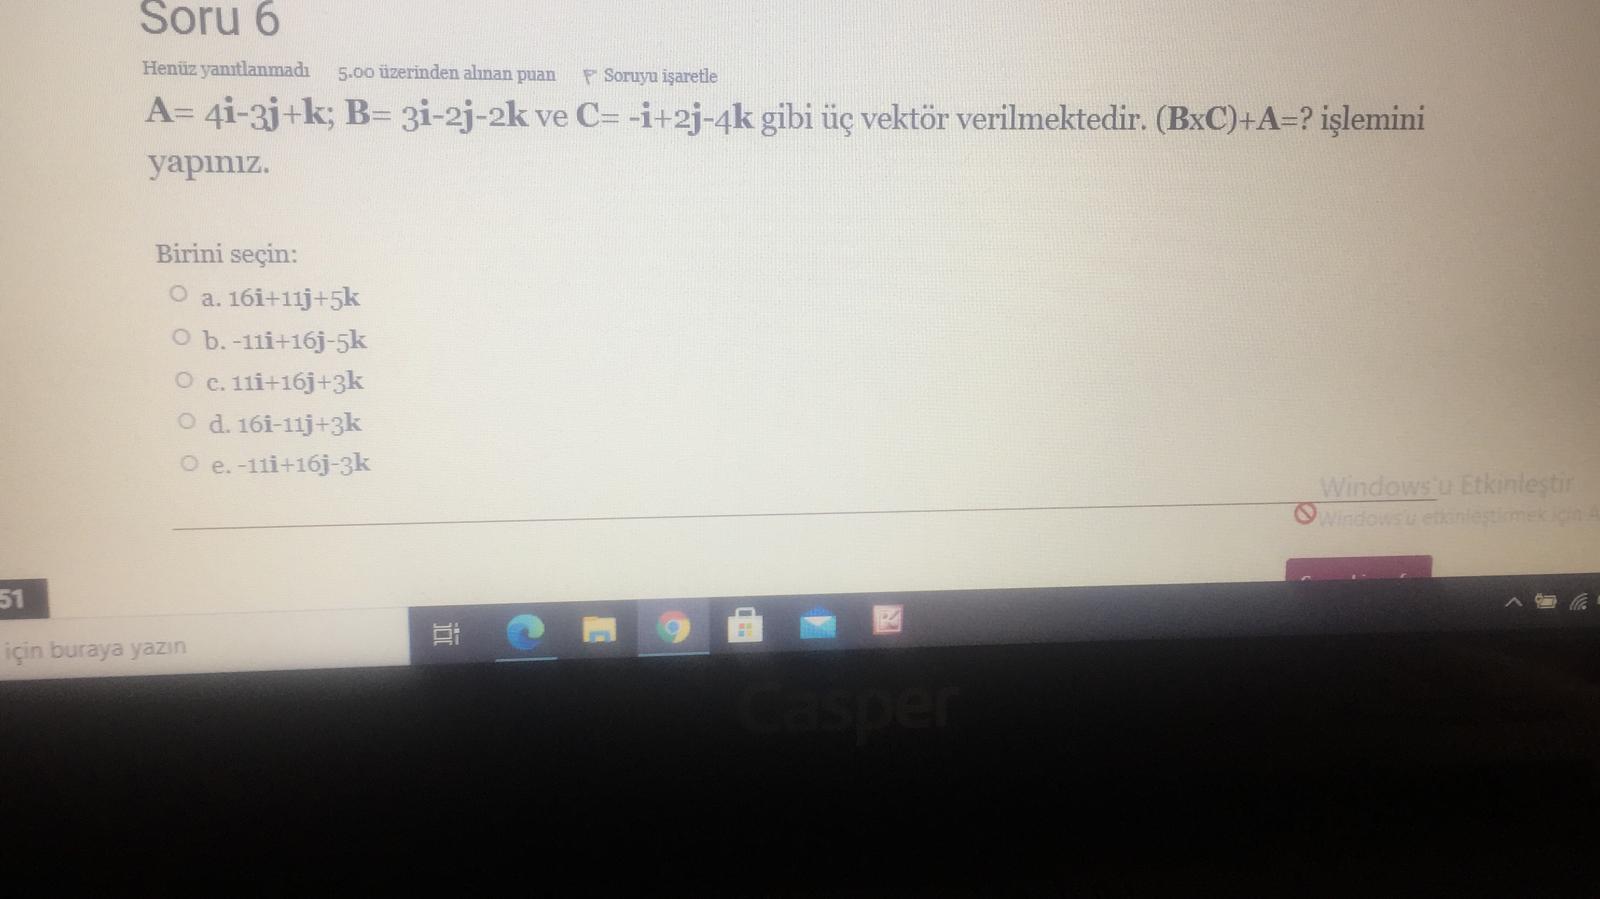 Soru 6
Henüz yanıtlanmadı 5.00 üzerinden alınan puan Soruyu işaretle
A= 4i-3j+k; B= 3i-2j-2k ve C= -i+2j-4k gibi üç vektör verilmektedir. (BxC)+A=? işlemini
yapınız.
Birini seçin:
a. 16i+11j+5k
b. -11i+16j-5k
c. 11i+16j+3k
d. 16i-11j+3k
e. -11i+16j-3k
Windows'u Etkinleştir
Windows'u etkinleştirmek için A
51
için buraya yazın
Casper